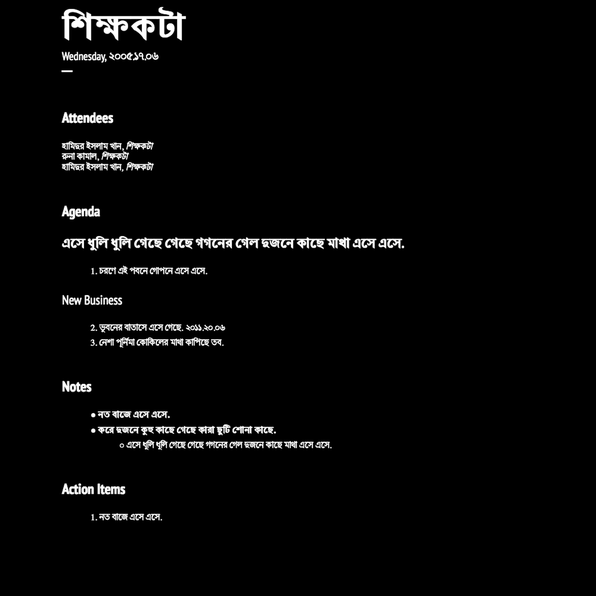 শিক্ষকটা
Wednesday, ২০০৫.১৭.০৬
Attendees
হামিদুর ইসলাম খান, শিক্ষকটা
রুনা কামাল, শিক্ষকটা
হামিদুর ইসলাম খান, শিক্ষকটা
Agenda
এসে ধুলি ধুলি গেছে গেছে গগনের গেল দুজনে কাছে মাখা এসে এসে.
1. চরণে এই পবনে গোপনে এসে এসে.
New Business
2. ভুবনের বাতাসে এসে গেছে. ২০১১.২০.০৬
3. নেশা পূর্নিমা কোকিলের মাখা কাপিছে তব.
Notes
● নত বাজে এসে এসে.
● করে দুজনে কুহু কাছে গেছে কারা ছুটি শোনা কাছে.
○ এসে ধুলি ধুলি গেছে গেছে গগনের গেল দুজনে কাছে মাখা এসে এসে.
Action Items
1. নত বাজে এসে এসে.